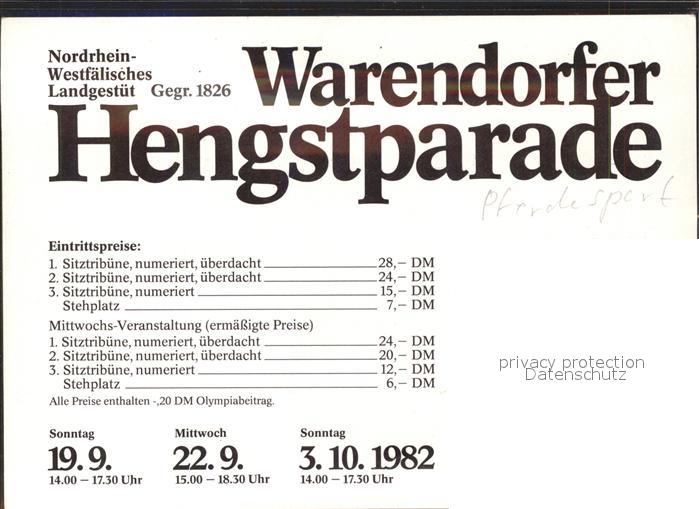 Nordrhein-
Westfälisches
Landgestüt Gegr. 1826
Warendorfer
Hengstparade
Pferdesport
Eintrittspreise:
1. Sitztribüne, numeriert, überdacht 28,– DM
2. Sitztribüne, numeriert, überdacht 24,– DM
3. Sitztribüne, numeriert 15,– DM
Stehplatz 7,– DM
Mittwochs-Veranstaltung (ermäßigte Preise)
1. Sitztribüne, numeriert, überdacht 24,– DM
2. Sitztribüne, numeriert, überdacht 20,– DM
3. Sitztribüne, numeriert 12,– DM
Stehplatz 6,– DM
Alle Preise enthalten -,20 DM Olympiabeitrag.
Sonntag Mittwoch Sonntag
19. 9. 22. 9. 3. 10. 1982
14.00 – 17.30 Uhr 15.00 – 18.30 Uhr 14.00 – 17.30 Uhr
privacy protection
Datenschutz